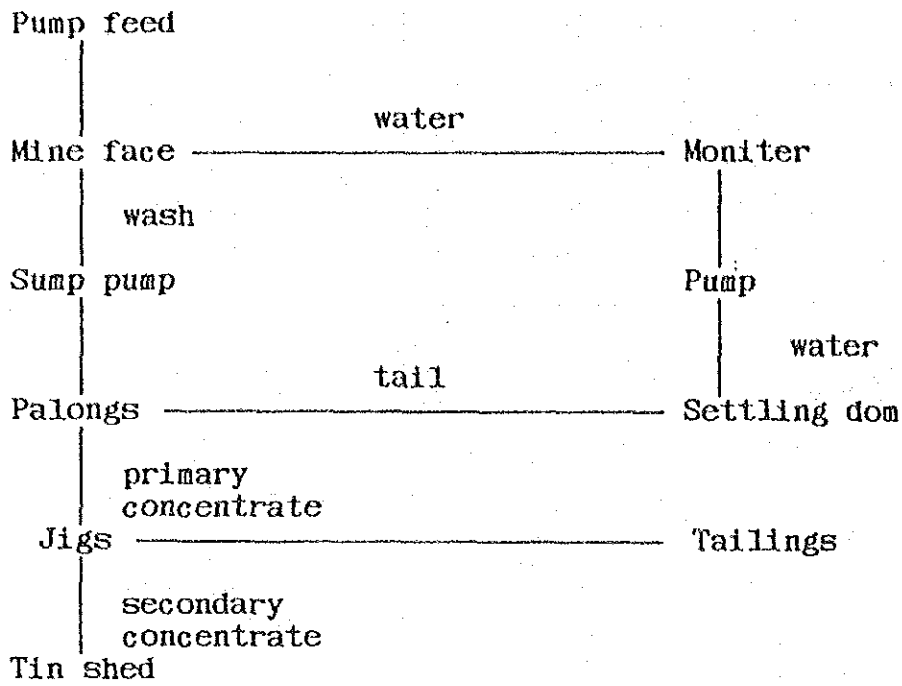 Pump feed
water
Mine face Moniter
wash
Sump pump Pump
water
tail
Palongs Settling dom
primary
concentrate
Jigs Tailings
secondary
concentrate
Tin shed